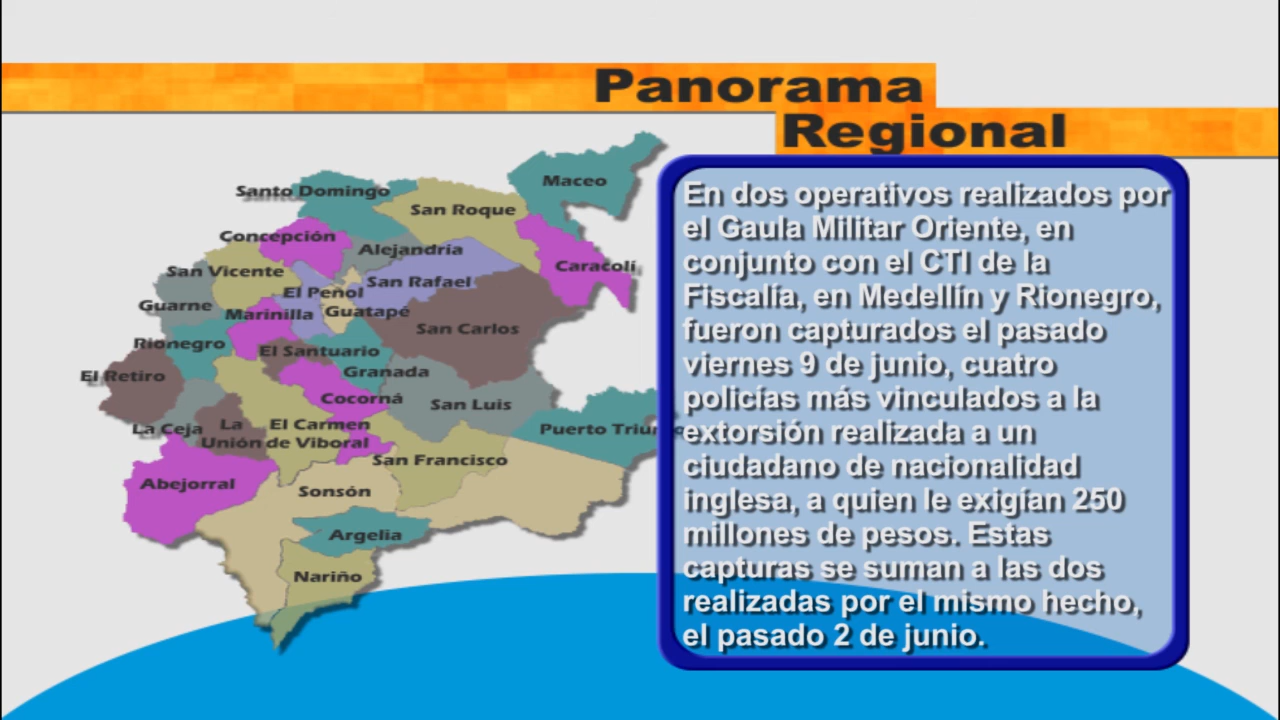 Panorama
Regional
Maceo
Santo Domingo
San Roque
Concepción
Alejandria
Caracolí
San Vicente
San Rafael
El Peñol
Guarne
Marinilla
Guatapé
San Carlos
Rionegro
El Santuario
Granada
El Retiro
Cocorná
San Luis
La Ceja
La Unión
El Carmen de Viboral
Puerto Triun
San Francisco
Abejorral
Sonsón
Argelia
Nariño
En dos operativos realizados por
el Gaula Militar Oriente, en
conjunto con el CTI de la
Fiscalía, en Medellín y Rionegro,
fueron capturados el pasado
viernes 9 de junio, cuatro
policías más vinculados a la
extorsión realizada a un
ciudadano de nacionalidad
inglesa, a quien le exigían 250
millones de pesos. Estas
capturas se suman a las dos
realizadas por el mismo hecho,
el pasado 2 de junio.